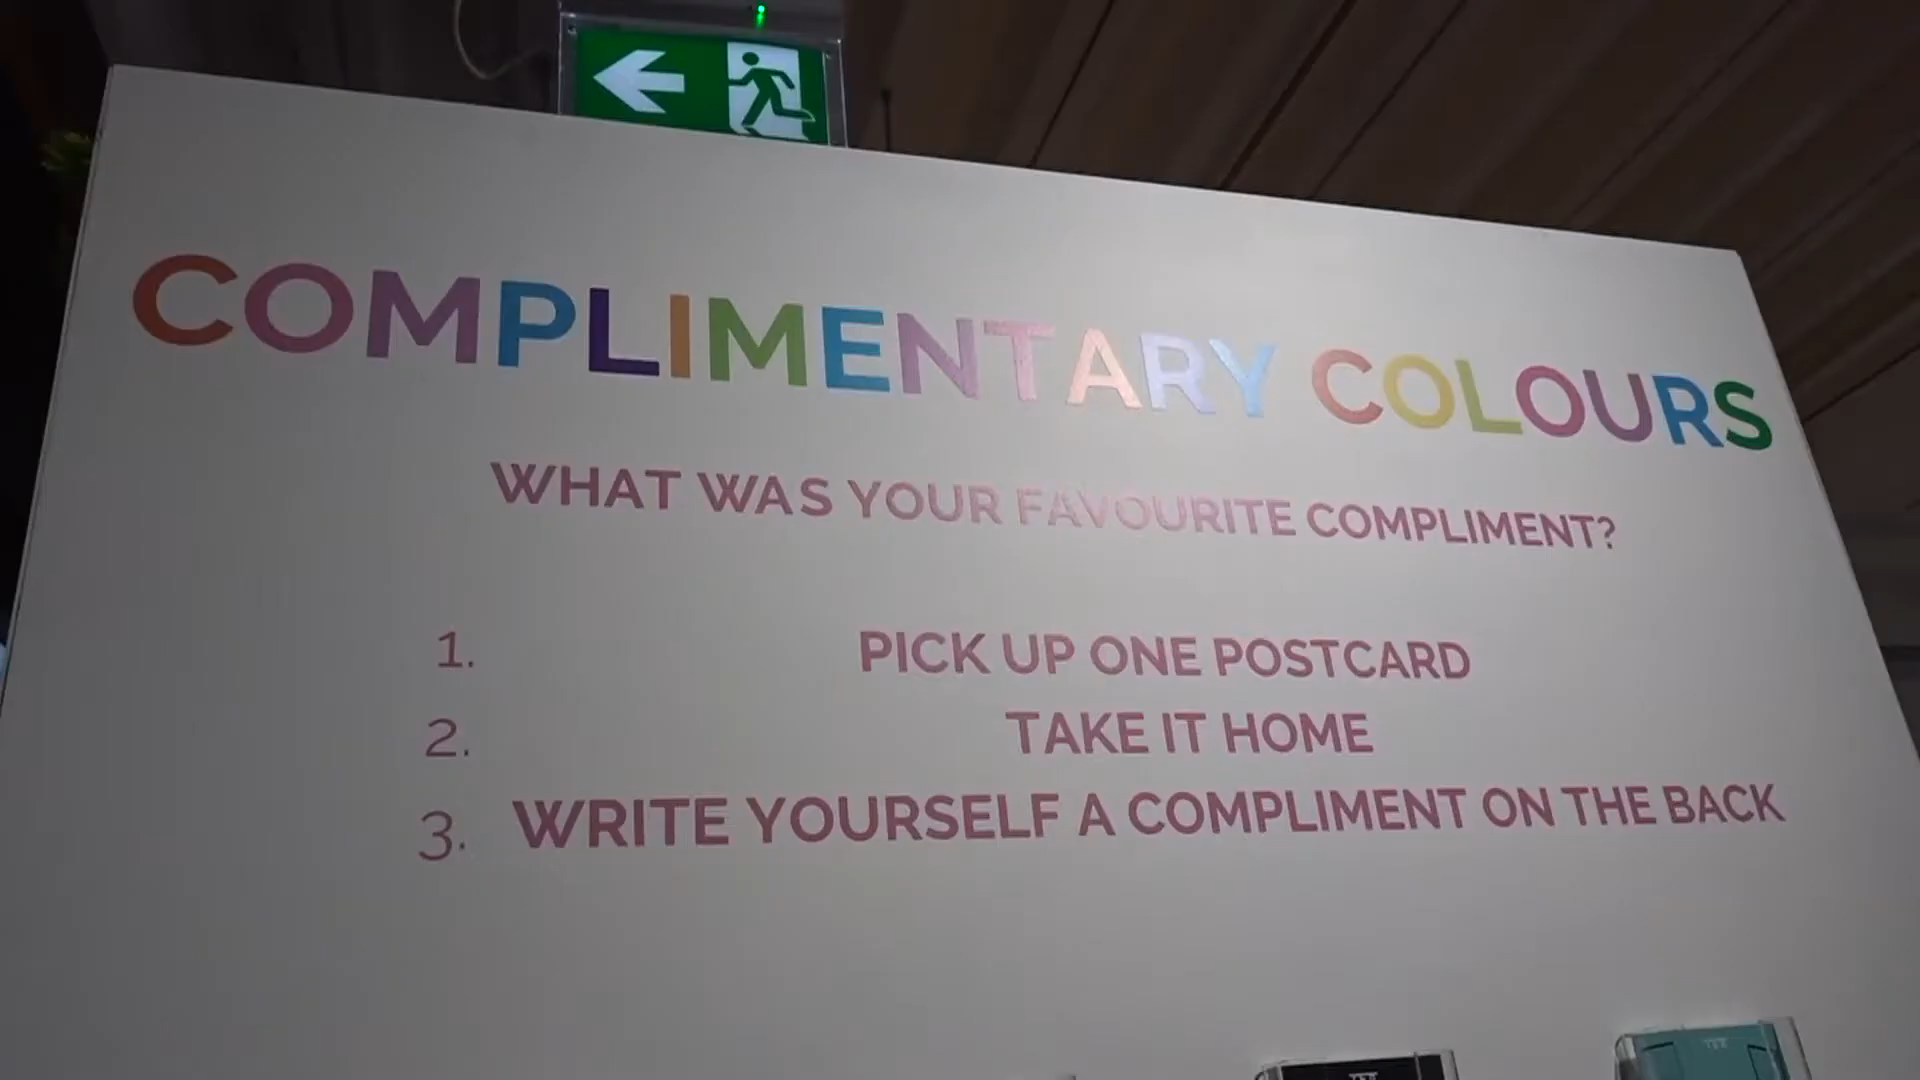 COMPLIMENTARY COLOURS
WHAT WAS YOUR FAVOURITE COMPLIMENT?
1. PICK UP ONE POSTCARD
2. TAKE IT HOME
3. WRITE YOURSELF A COMPLIMENT ON THE BACK